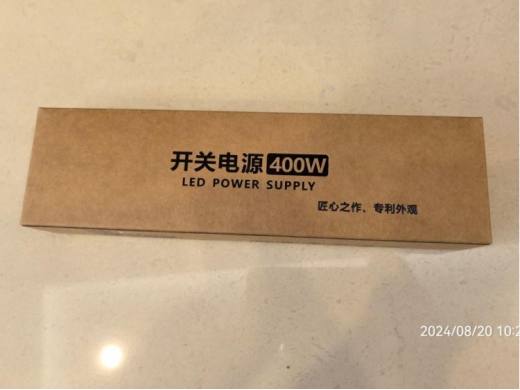 开关电源 400W
LED POWER SUPPLY
匠心之作、专利外观
2024/08/20 10:2